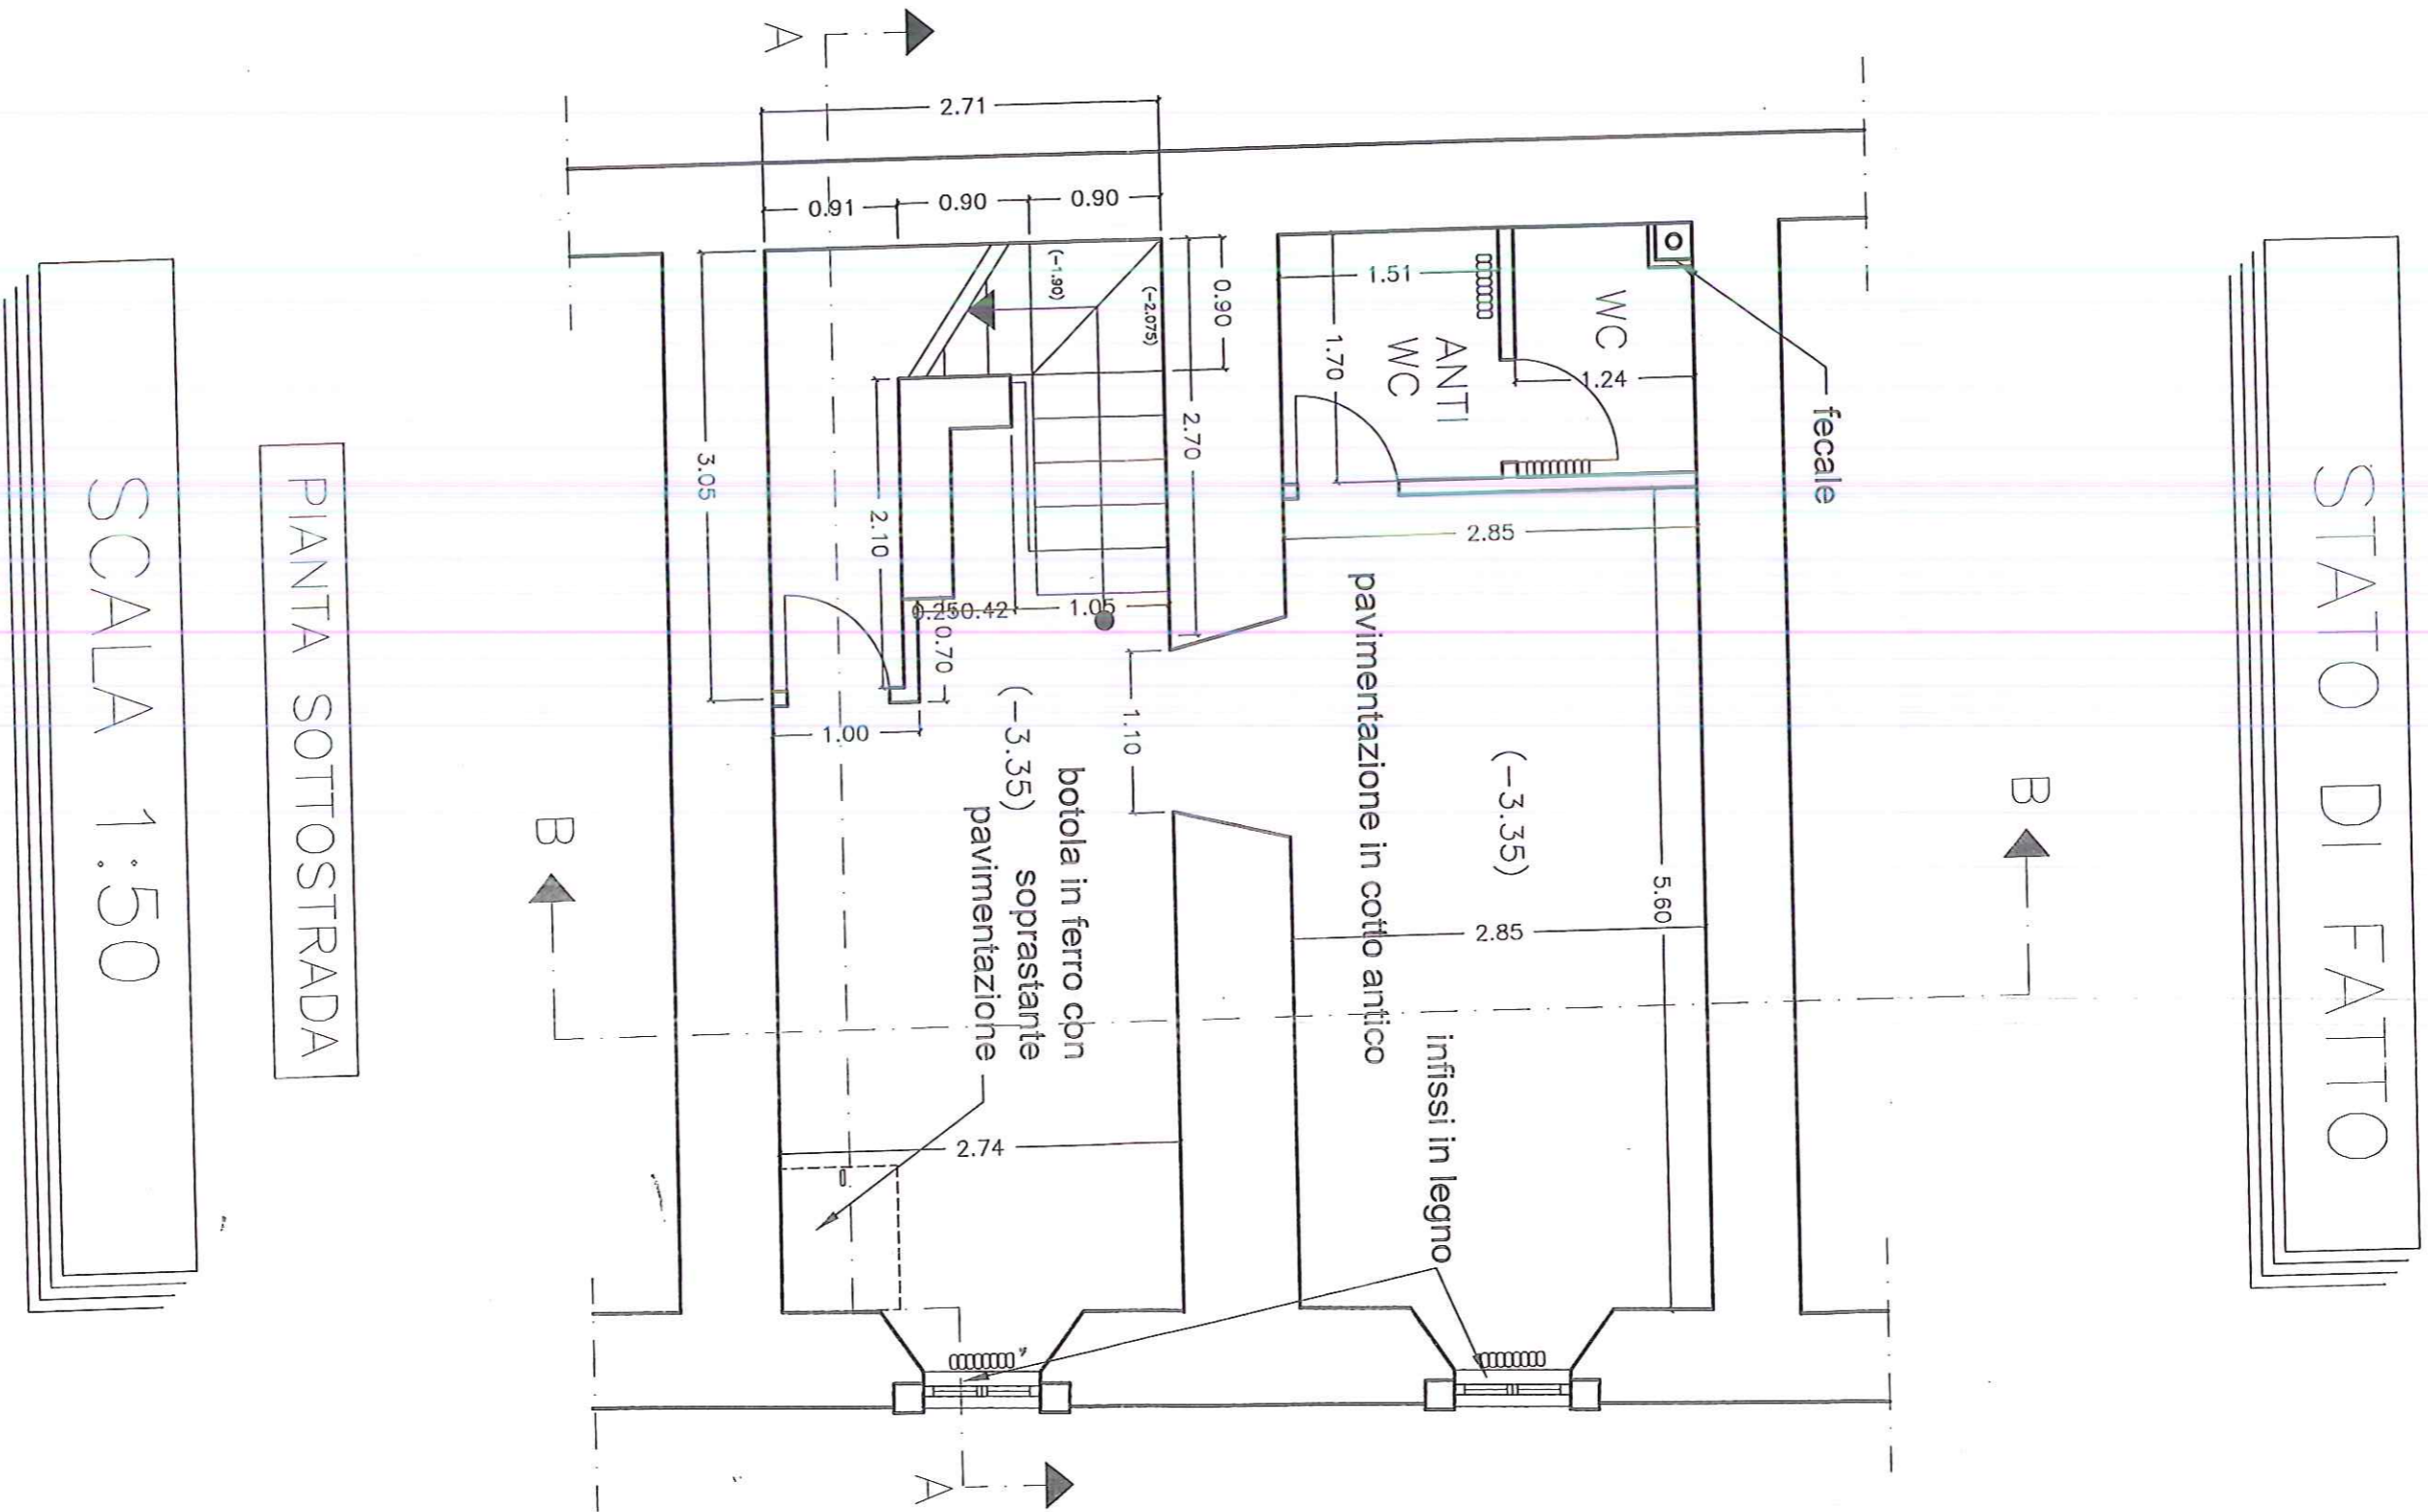 STATO DI FATTO
fecale
WC
ANTI
WC
1.51
1.70
1.24
2.85
5.60
(-3.35)
2.85
pavimentazione in cotto antico
infissi in legno
B
B
A
A
2.71
0.91
0.90
0.90
(-1.90)
(-2.075)
0.90
2.70
3.05
2.10
0.25
0.42
1.05
0.70
1.00
1.10
(-3.35)
botola in ferro con
soprastante
pavimentazione
2.74
PIANTA SOTTOSTRADA
SCALA 1:50